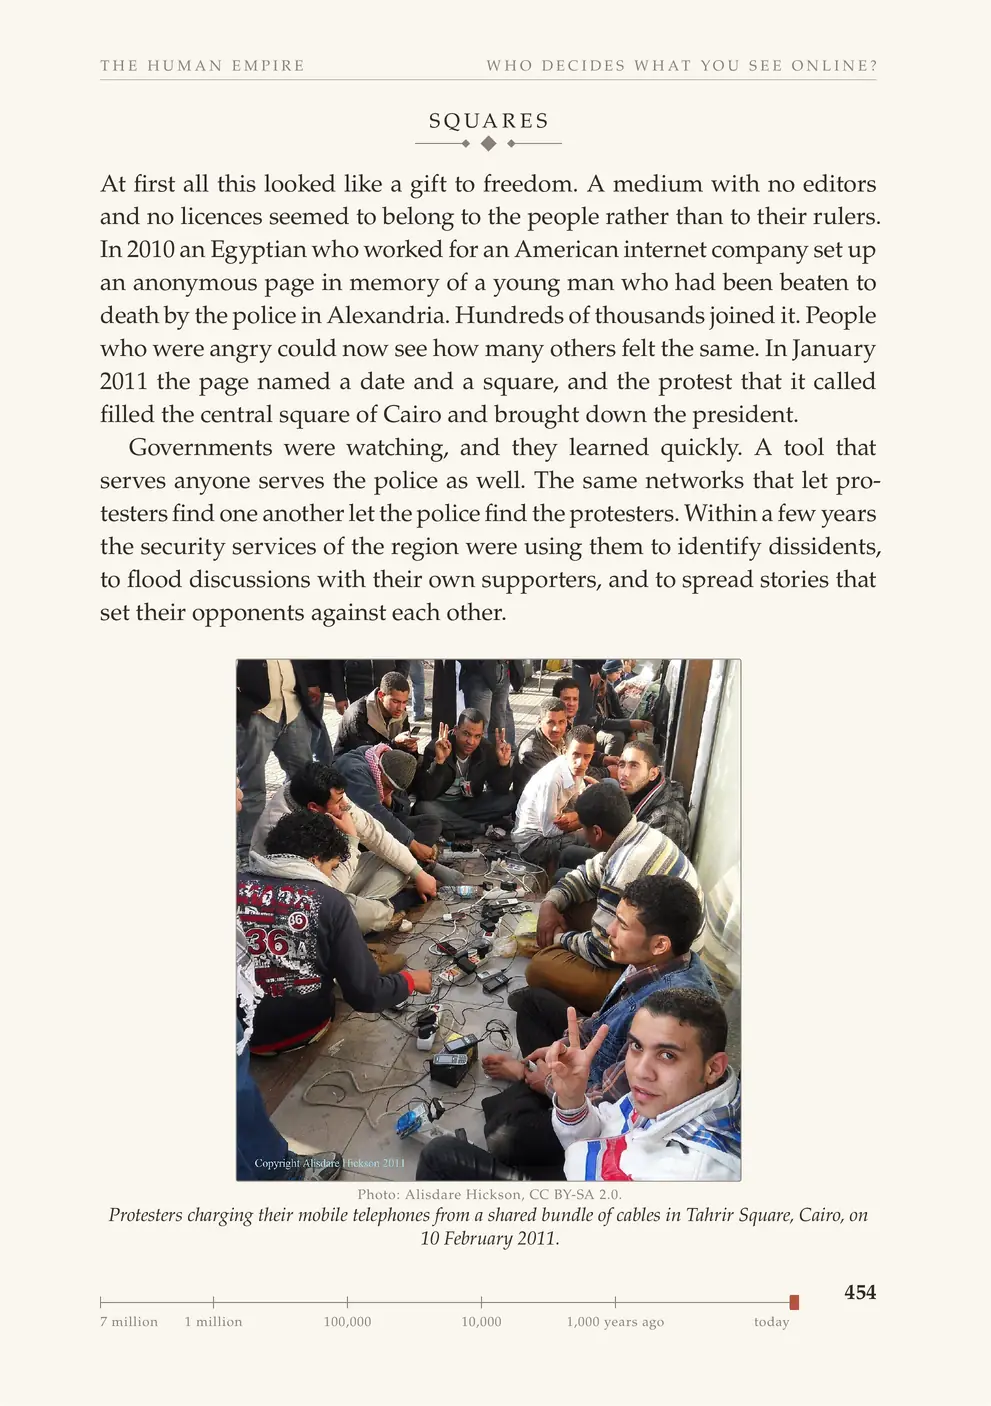 THE HUMAN EMPIRE
WHO DECIDES WHAT YOU SEE ONLINE?
SQUARES
At first all this looked like a gift to freedom. A medium with no editors
and no licences seemed to belong to the people rather than to their rulers.
In 2010 an Egyptian who worked for an American internet company set up
an anonymous page in memory of a young man who had been beaten to
death by the police in Alexandria. Hundreds of thousands joined it. People
who were angry could now see how many others felt the same. In January
2011 the page named a date and a square, and the protest that it called
filled the central square of Cairo and brought down the president.
Governments were watching, and they learned quickly. A tool that
serves anyone serves the police as well. The same networks that let pro-
testers find one another let the police find the protesters. Within a few years
the security services of the region were using them to identify dissidents,
to flood discussions with their own supporters, and to spread stories that
set their opponents against each other.
36
36
Copyright Alisdare Hickson 2011
Photo: Alisdare Hickson, CC BY-SA 2.0.
Protesters charging their mobile telephones from a shared bundle of cables in Tahrir Square, Cairo, on
10 February 2011.
454
7 million
1 million
100,000
10,000
1,000 years ago
today